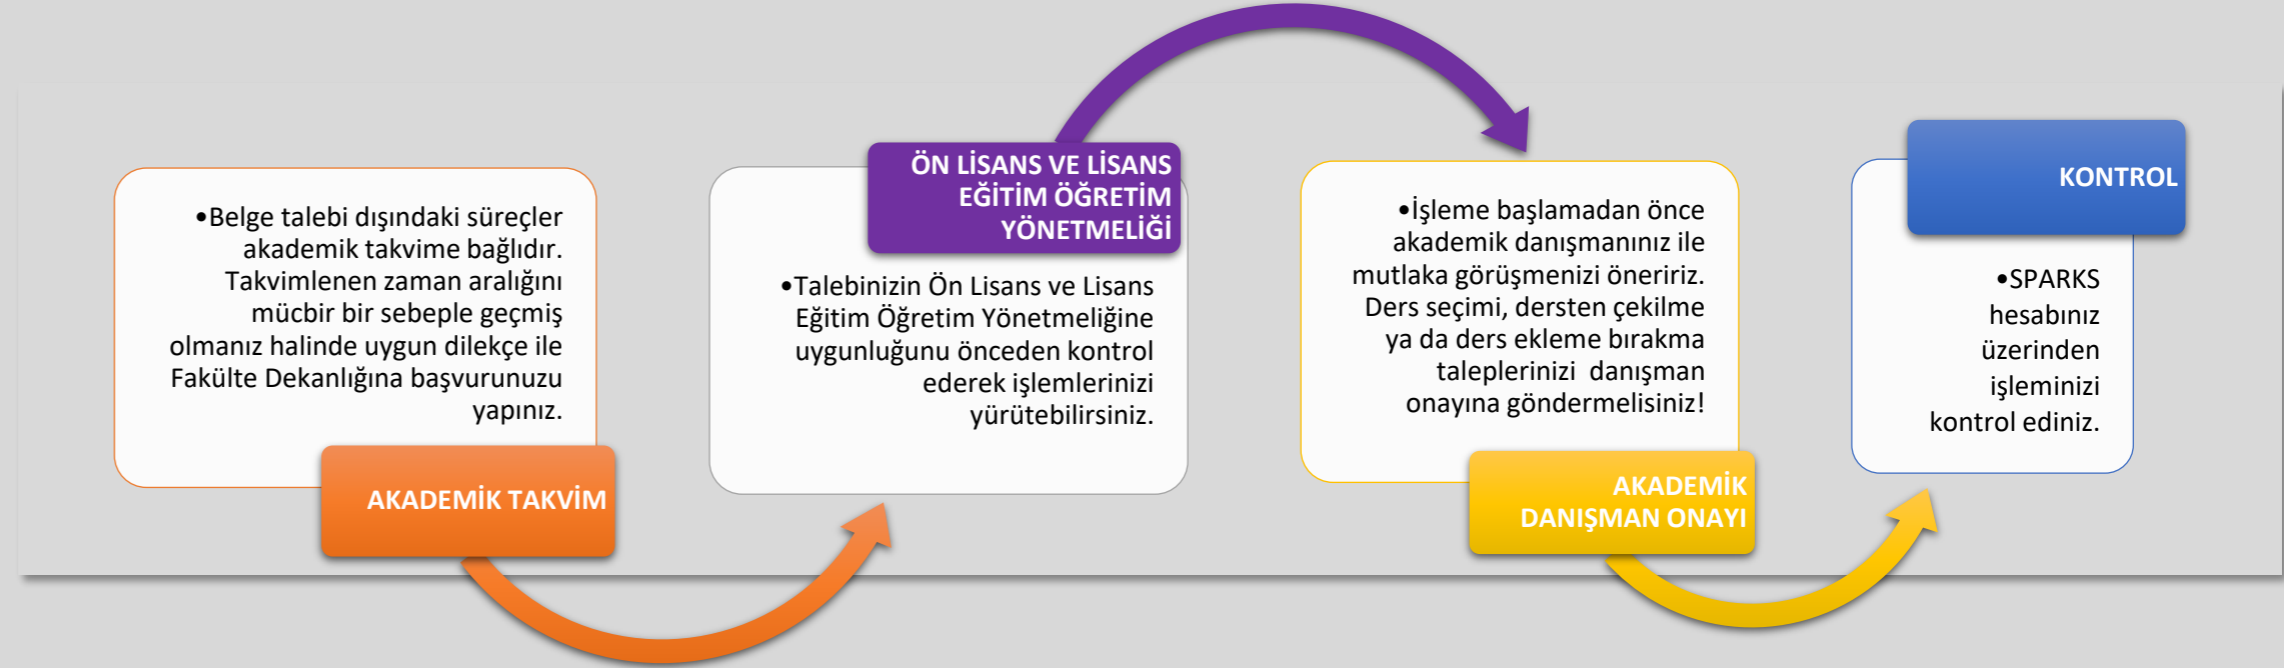 •Belge talebi dışındaki süreçler
akademik takvime bağlıdır.
Takvimlenen zaman aralığını
mücbir bir sebeple geçmiş
olmanız halinde uygun dilekçe ile
Fakülte Dekanlığına başvurunuzu
yapınız.
AKADEMİK TAKVİM
ÖN LİSANS VE LİSANS
EĞİTİM ÖĞRETİM
YÖNETMELİĞİ
•Talebinizin Ön Lisans ve Lisans
Eğitim Öğretim Yönetmeliğine
uygunluğunu önceden kontrol
ederek işlemlerinizi
yürütebilirsiniz.
•İşleme başlamadan önce
akademik danışmanınız ile
mutlaka görüşmenizi öneririz.
Ders seçimi, dersten çekilme
ya da ders ekleme bırakma
taleplerinizi danışman
onayına göndermelisiniz!
AKADEMİK
DANIŞMAN ONAYI
KONTROL
•SPARKS
hesabınız
üzerinden
işleminizi
kontrol ediniz.